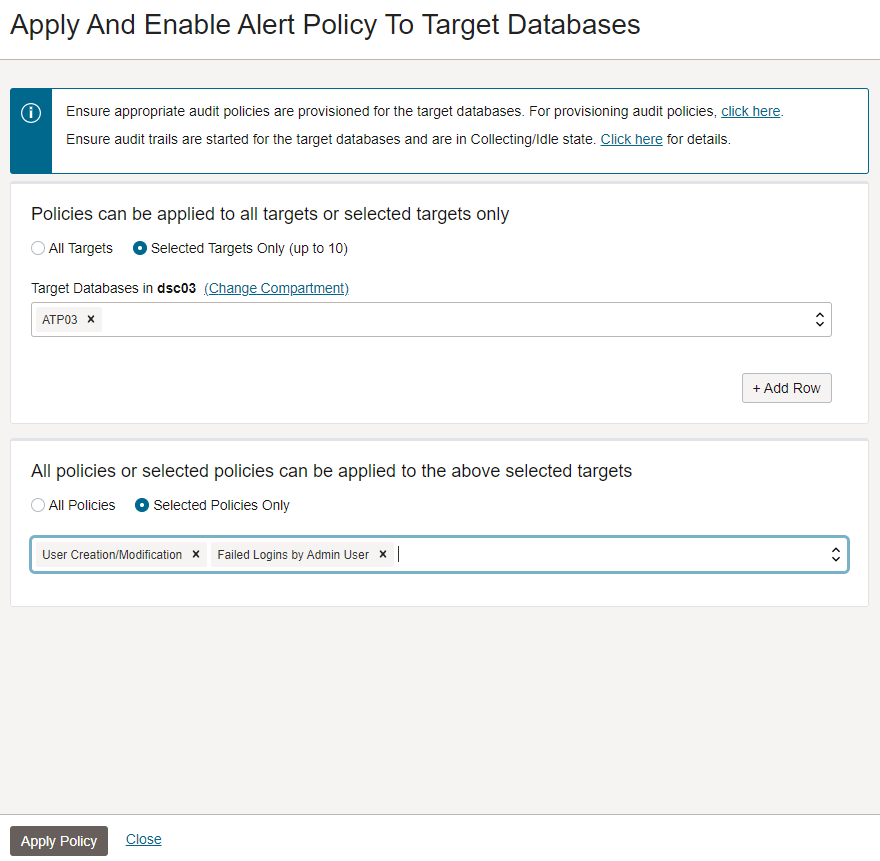 Apply And Enable Alert Policy To Target Databases
Ensure appropriate audit policies are provisioned for the target databases. For provisioning audit policies, click here.
Ensure audit trails are started for the target databases and are in Collecting/Idle state. Click here for details.
Policies can be applied to all targets or selected targets only
All Targets Selected Targets Only (up to 10)
Target Databases in dsc03 (Change Compartment)
ATP03 ×
+ Add Row
All policies or selected policies can be applied to the above selected targets
All Policies Selected Policies Only
User Creation/Modification × Failed Logins by Admin User ×
Apply Policy Close